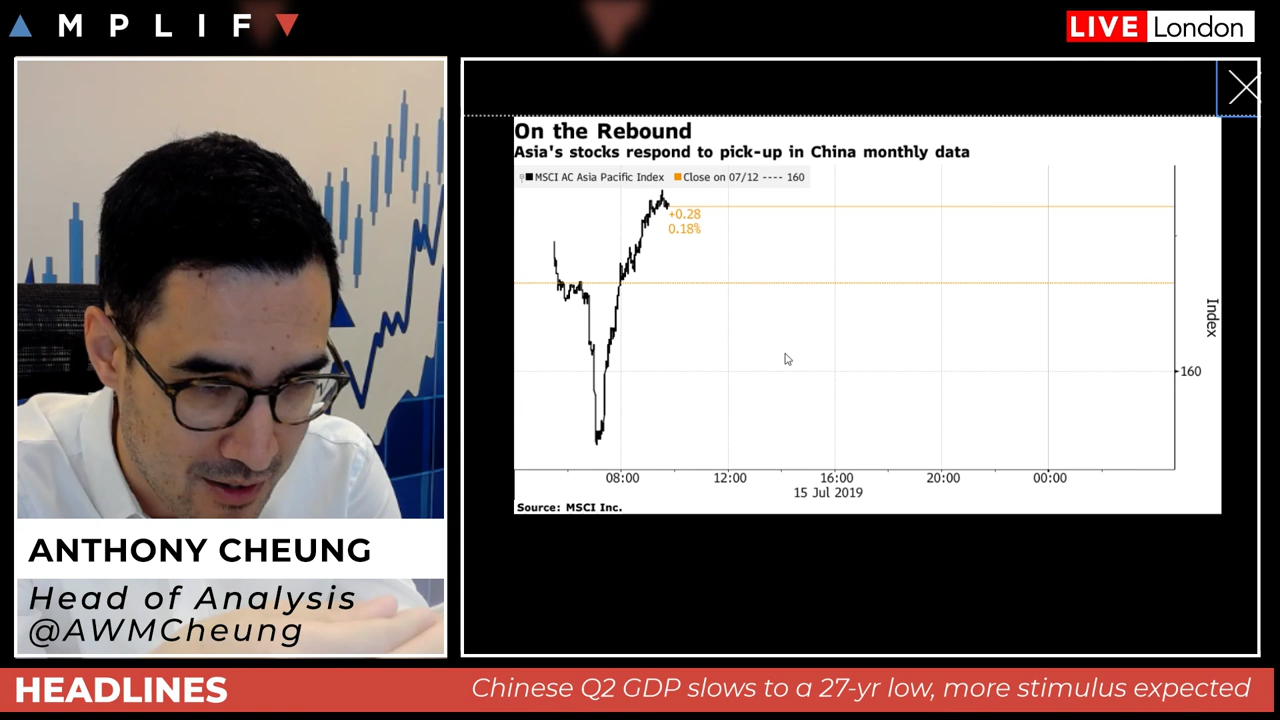 MPLIF
LIVE London
On the Rebound
Asia's stocks respond to pick-up in China monthly data
MSCI AC Asia Pacific Index Close on 07/12 ---- 160
+0.28
0.18%
Index
160
08:00 12:00 16:00 20:00 00:00
15 Jul 2019
Source: MSCI Inc.
ANTHONY CHEUNG
Head of Analysis
@AWMCheung
HEADLINES Chinese Q2 GDP slows to a 27-yr low, more stimulus expected